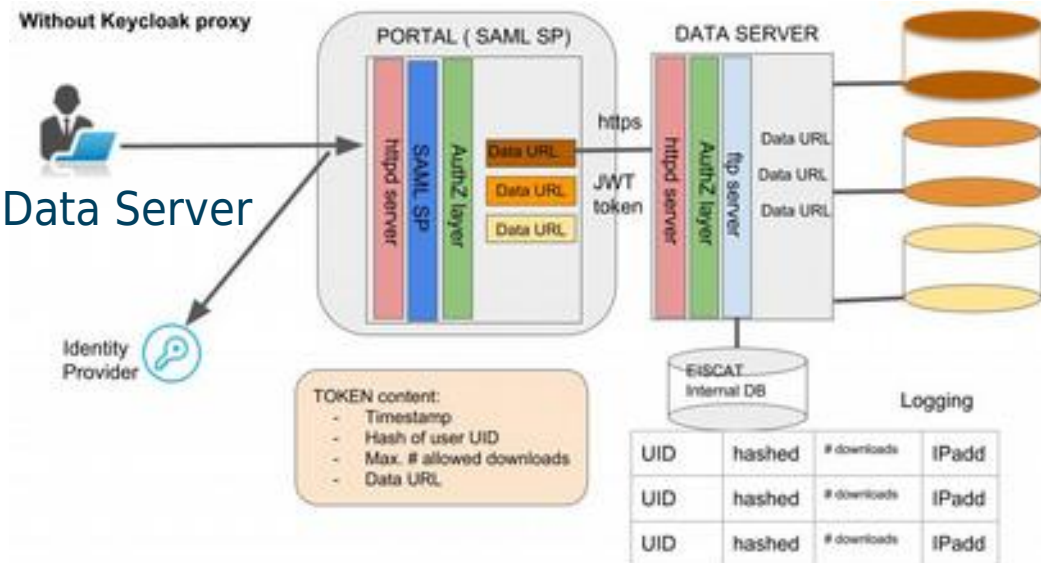 Without Keycloak proxy
PORTAL ( SAML SP)
DATA SERVER
Data Server
Identity
Provider
httpd server
SAML SP
AuthZ layer
Data URL
Data URL
Data URL
https
JWT
token
httpd server
AuthZ layer
ftp server
Data URL
Data URL
Data URL
EISCAT
Internal DB
TOKEN content:
- Timestamp
- Hash of user UID
- Max. # allowed downloads
- Data URL
Logging
UID hashed # downloads IPadd
UID hashed # downloads IPadd
UID hashed # downloads IPadd